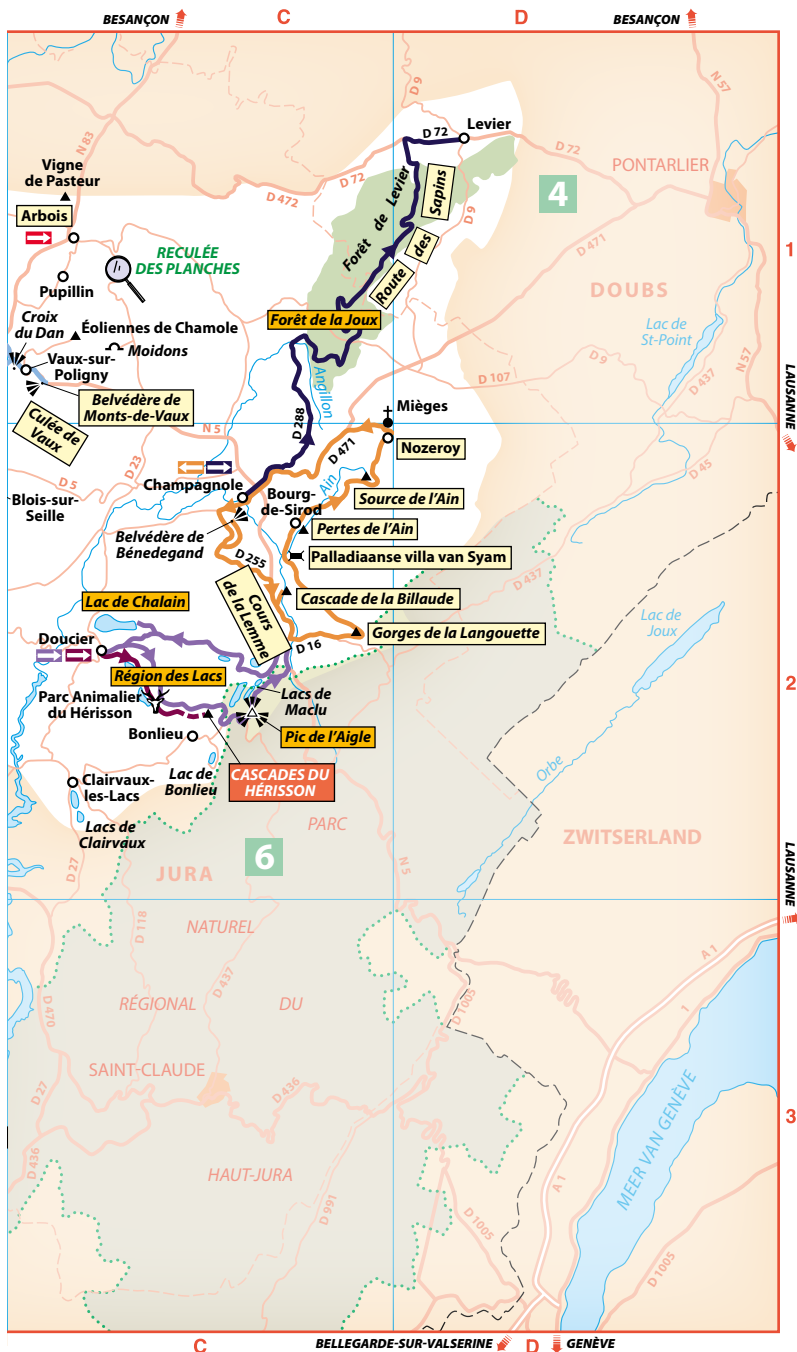 BESANÇON
C
D
BESANÇON
D 9
N 57
N 83
D 72
Levier
D 72
PONTARLIER
Vigne
de Pasteur
D 472
D 72
Forêt de Levier
Sapins
D 9
4
Arbois
RECULÉE
DES PLANCHES
des
Route
D 471
1
Pupillin
DOUBS
Croix
du Dan
Éoliennes de Chamole
Forêt de la Joux
Lac de
St-Point
Moidons
Vaux-sur-
Poligny
Angillon
D 9
N 57
Belvédère de
Monts-de-Vaux
D 107
D 437
LAUSANNE
Culée de
Vaux
N 5
D 288
Mièges
D 471
Nozeroy
D 23
D 5
D 45
Champagnole
Ain
Source de l'Ain
Blois-sur-
Seille
Bourg-
de-Sirod
Pertes de l'Ain
Belvédère de
Bénedegand
Palladiaanse villa van Syam
D 255
D 437
Cours
de la Lemme
Cascade de la Billaude
Lac de Chalain
Lac de
Joux
Gorges de la Langouette
Doucier
D 16
Région des Lacs
2
Parc Animalier
du Hérisson
Lacs de
Maclu
Bonlieu
Pic de l'Aigle
Lac de
Bonlieu
CASCADES DU
HÉRISSON
Orbe
Clairvaux-
les-Lacs
Lacs de
Clairvaux
PARC
ZWITSERLAND
6
JURA
D 27
N 5
LAUSANNE
D 118
NATUREL
A 1
D 437
1
RÉGIONAL
DU
D 470
D 1005
SAINT-CLAUDE
D 27
D 436
MEER VAN GENÈVE
3
D 436
HAUT-JURA
A 1
D 991
D 1005
D 1005
C
BELLEGARDE-SUR-VALSERINE
D
GENÈVE